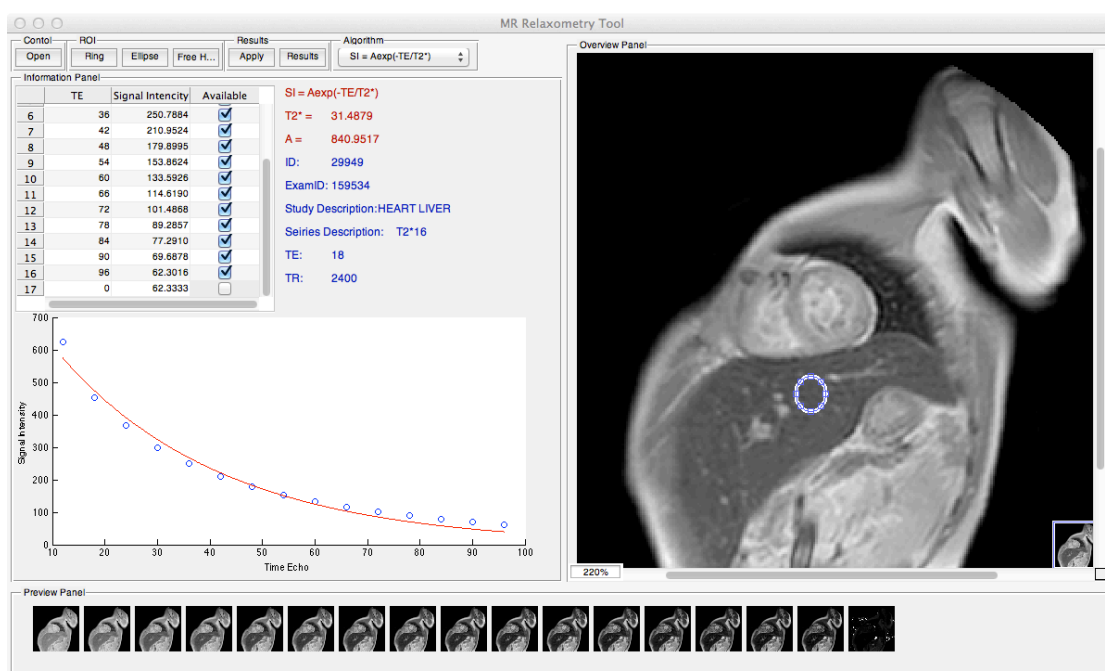 MR Relaxometry Tool
Contol ROI Results Algorithm Overview Panel
Open Ring Ellipse Free H... Apply Results SI = Aexp(-TE/T2*)
Information Panel
TE Signal Intencity Available
6 36 250.7884
7 42 210.9524
8 48 179.8995
9 54 153.8624
10 60 133.5926
11 66 114.6190
12 72 101.4868
13 78 89.2857
14 84 77.2910
15 90 69.6878
16 96 62.3016
17 0 62.3333
SI = Aexp(-TE/T2*)
T2* = 31.4879
A = 840.9517
ID: 29949
ExamID: 159534
Study Description:HEART LIVER
Seiries Description: T2*16
TE: 18
TR: 2400
700
600
500
400
300
200
100
0
Signal Intensity
10 20 30 40 50 60 70 80 90 100
Time Echo
220%
Preview Panel